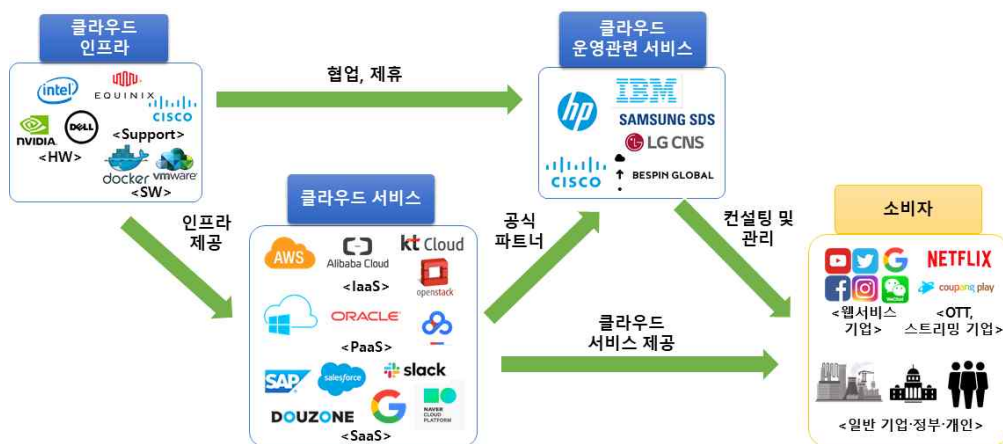 클라우드
인프라
intel
EQUINIX
CISCO
NVIDIA
DELL
<Support>
<HW>
docker
vmware
<SW>
협업, 제휴
클라우드
운영관련 서비스
hp
IBM
SAMSUNG SDS
LG CNS
CISCO
BESPIN GLOBAL
인프라
제공
클라우드 서비스
AWS
Alibaba Cloud
kt Cloud
<IaaS>
openstack
ORACLE
<PaaS>
SAP
salesforce
slack
DOUZONE
G
NAVER
CLOUD
PLATFORM
<SaaS>
공식
파트너
컨설팅 및
관리
클라우드
서비스 제공
소비자
G
NETFLIX
f
WeChat
coupang play
<웹서비스
기업>
<OTT,
스트리밍 기업>
<일반 기업·정부·개인>